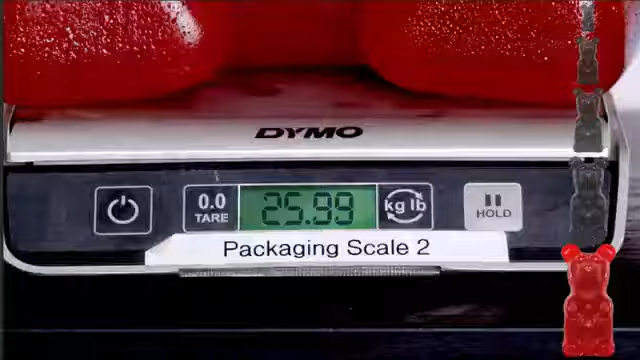 DYMO
0.0
TARE
25.99
kg lb
HOLD
Packaging Scale 2